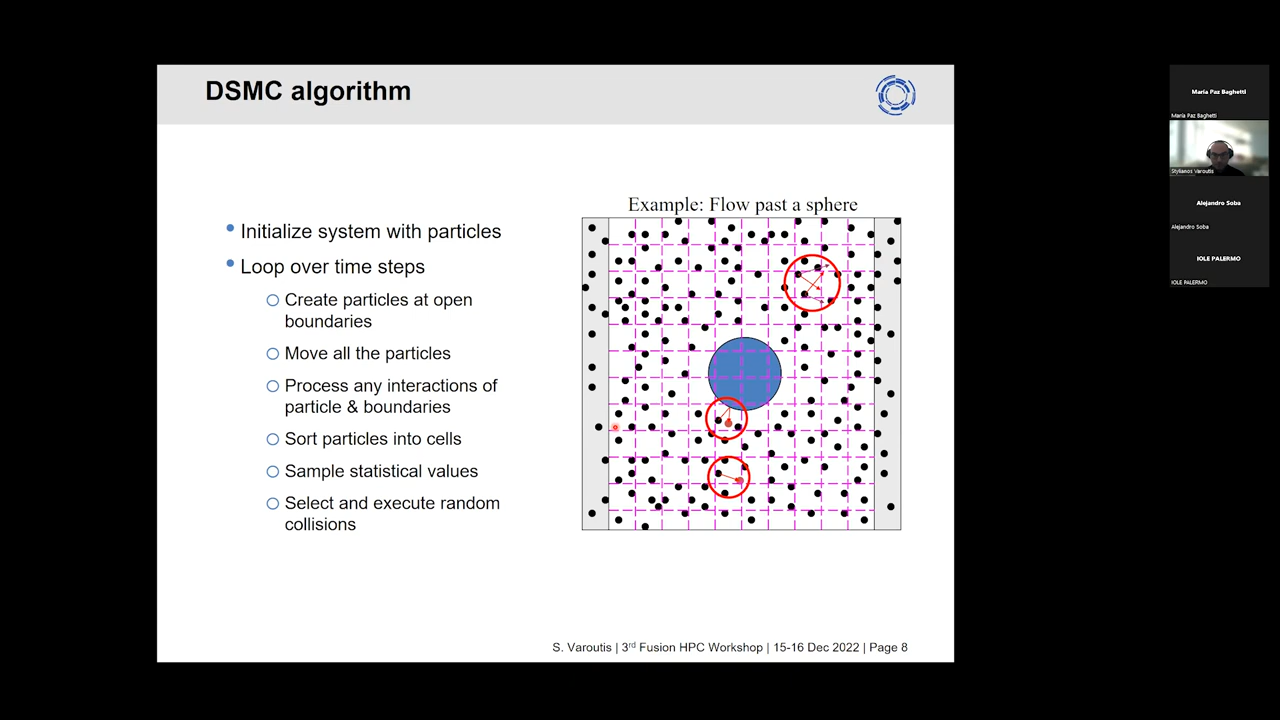 DSMC algorithm
Example: Flow past a sphere
Initialize system with particles
Loop over time steps
Create particles at open
boundaries
Move all the particles
Process any interactions of
particle & boundaries
Sort particles into cells
Sample statistical values
Select and execute random
collisions
S. Varoutis | 3rd Fusion HPC Workshop | 15-16 Dec 2022 | Page 8
María Paz Baghetti
María Paz Baghetti
Stylianos Varoutis
Alejandro Soba
Alejandro Soba
IOLE PALERMO
IOLE PALERMO